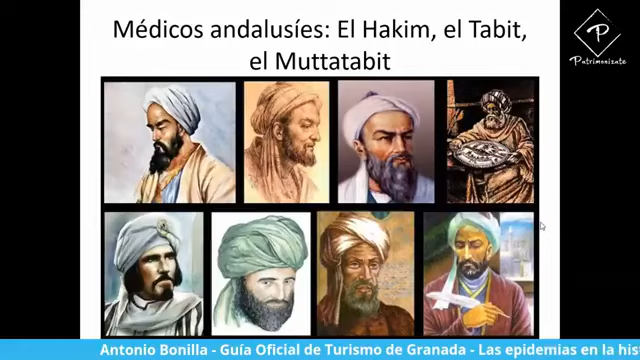 Médicos andalusíes: El Hakim, el Tabit,
el Muttatabit
P
Patrimonízate
Antonio Bonilla - Guía Oficial de Turismo de Granada - Las epidemias en la his